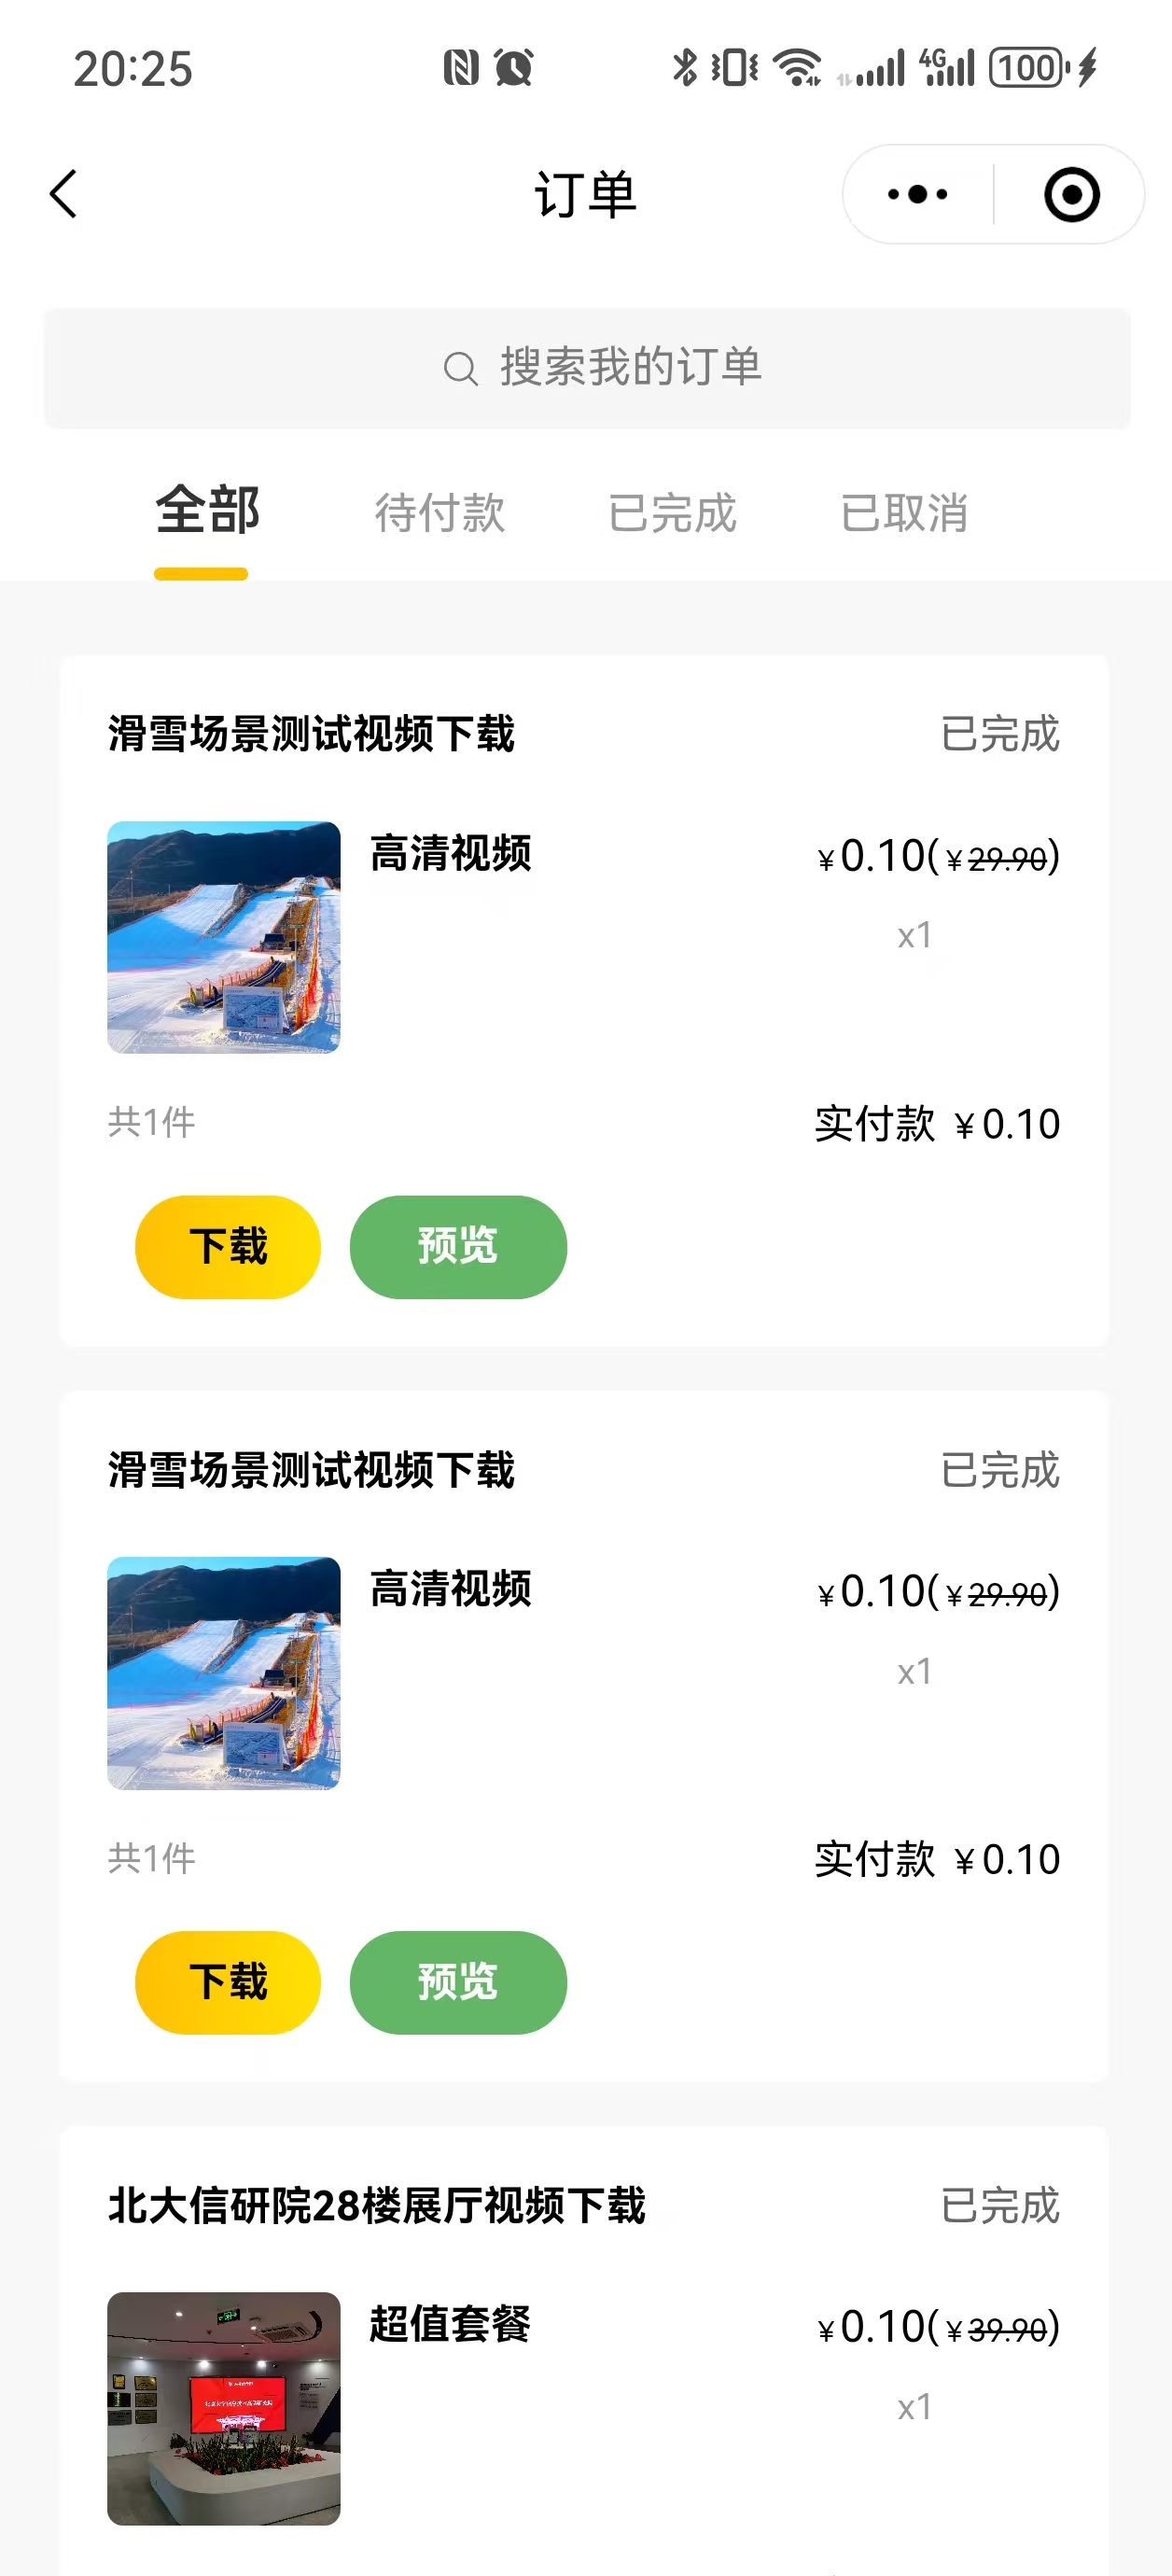 20:25
4G
100
订单
搜索我的订单
全部 待付款 已完成 已取消
滑雪场景测试视频下载 已完成
高清视频 ¥0.10(¥29.90)
x1
共1件 实付款 ¥0.10
下载 预览
滑雪场景测试视频下载 已完成
高清视频 ¥0.10(¥29.90)
x1
共1件 实付款 ¥0.10
下载 预览
北大信研院28楼展厅视频下载 已完成
超值套餐 ¥0.10(¥39.90)
x1